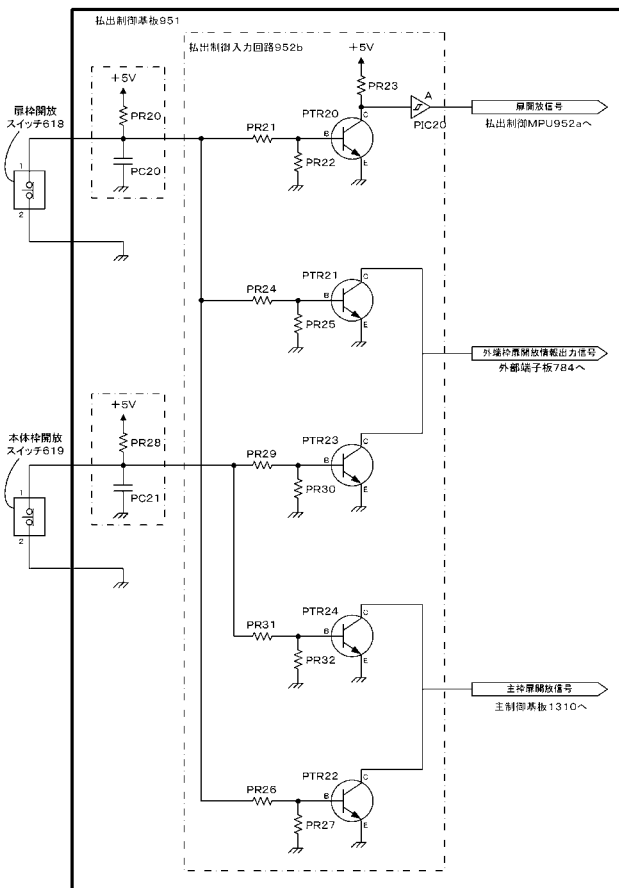 払出制御基板951
払出制御入力回路952b
+5V
PR23
A
PIC20
扉開放信号
払出制御MPU952aへ
扉枠開放
スイッチ618
1
2
+5V
PR20
PC20
PR21
PR22
PTR20
B
C
E
PTR21
PR24
PR25
B
C
E
外端枠扉開放情報出力信号
外部端子板784へ
本体枠開放
スイッチ619
1
2
+5V
PR28
PC21
PTR23
PR29
PR30
B
C
E
PTR24
PR31
PR32
B
C
E
主枠扉開放信号
主制御基板1310へ
PTR22
PR26
PR27
B
C
E